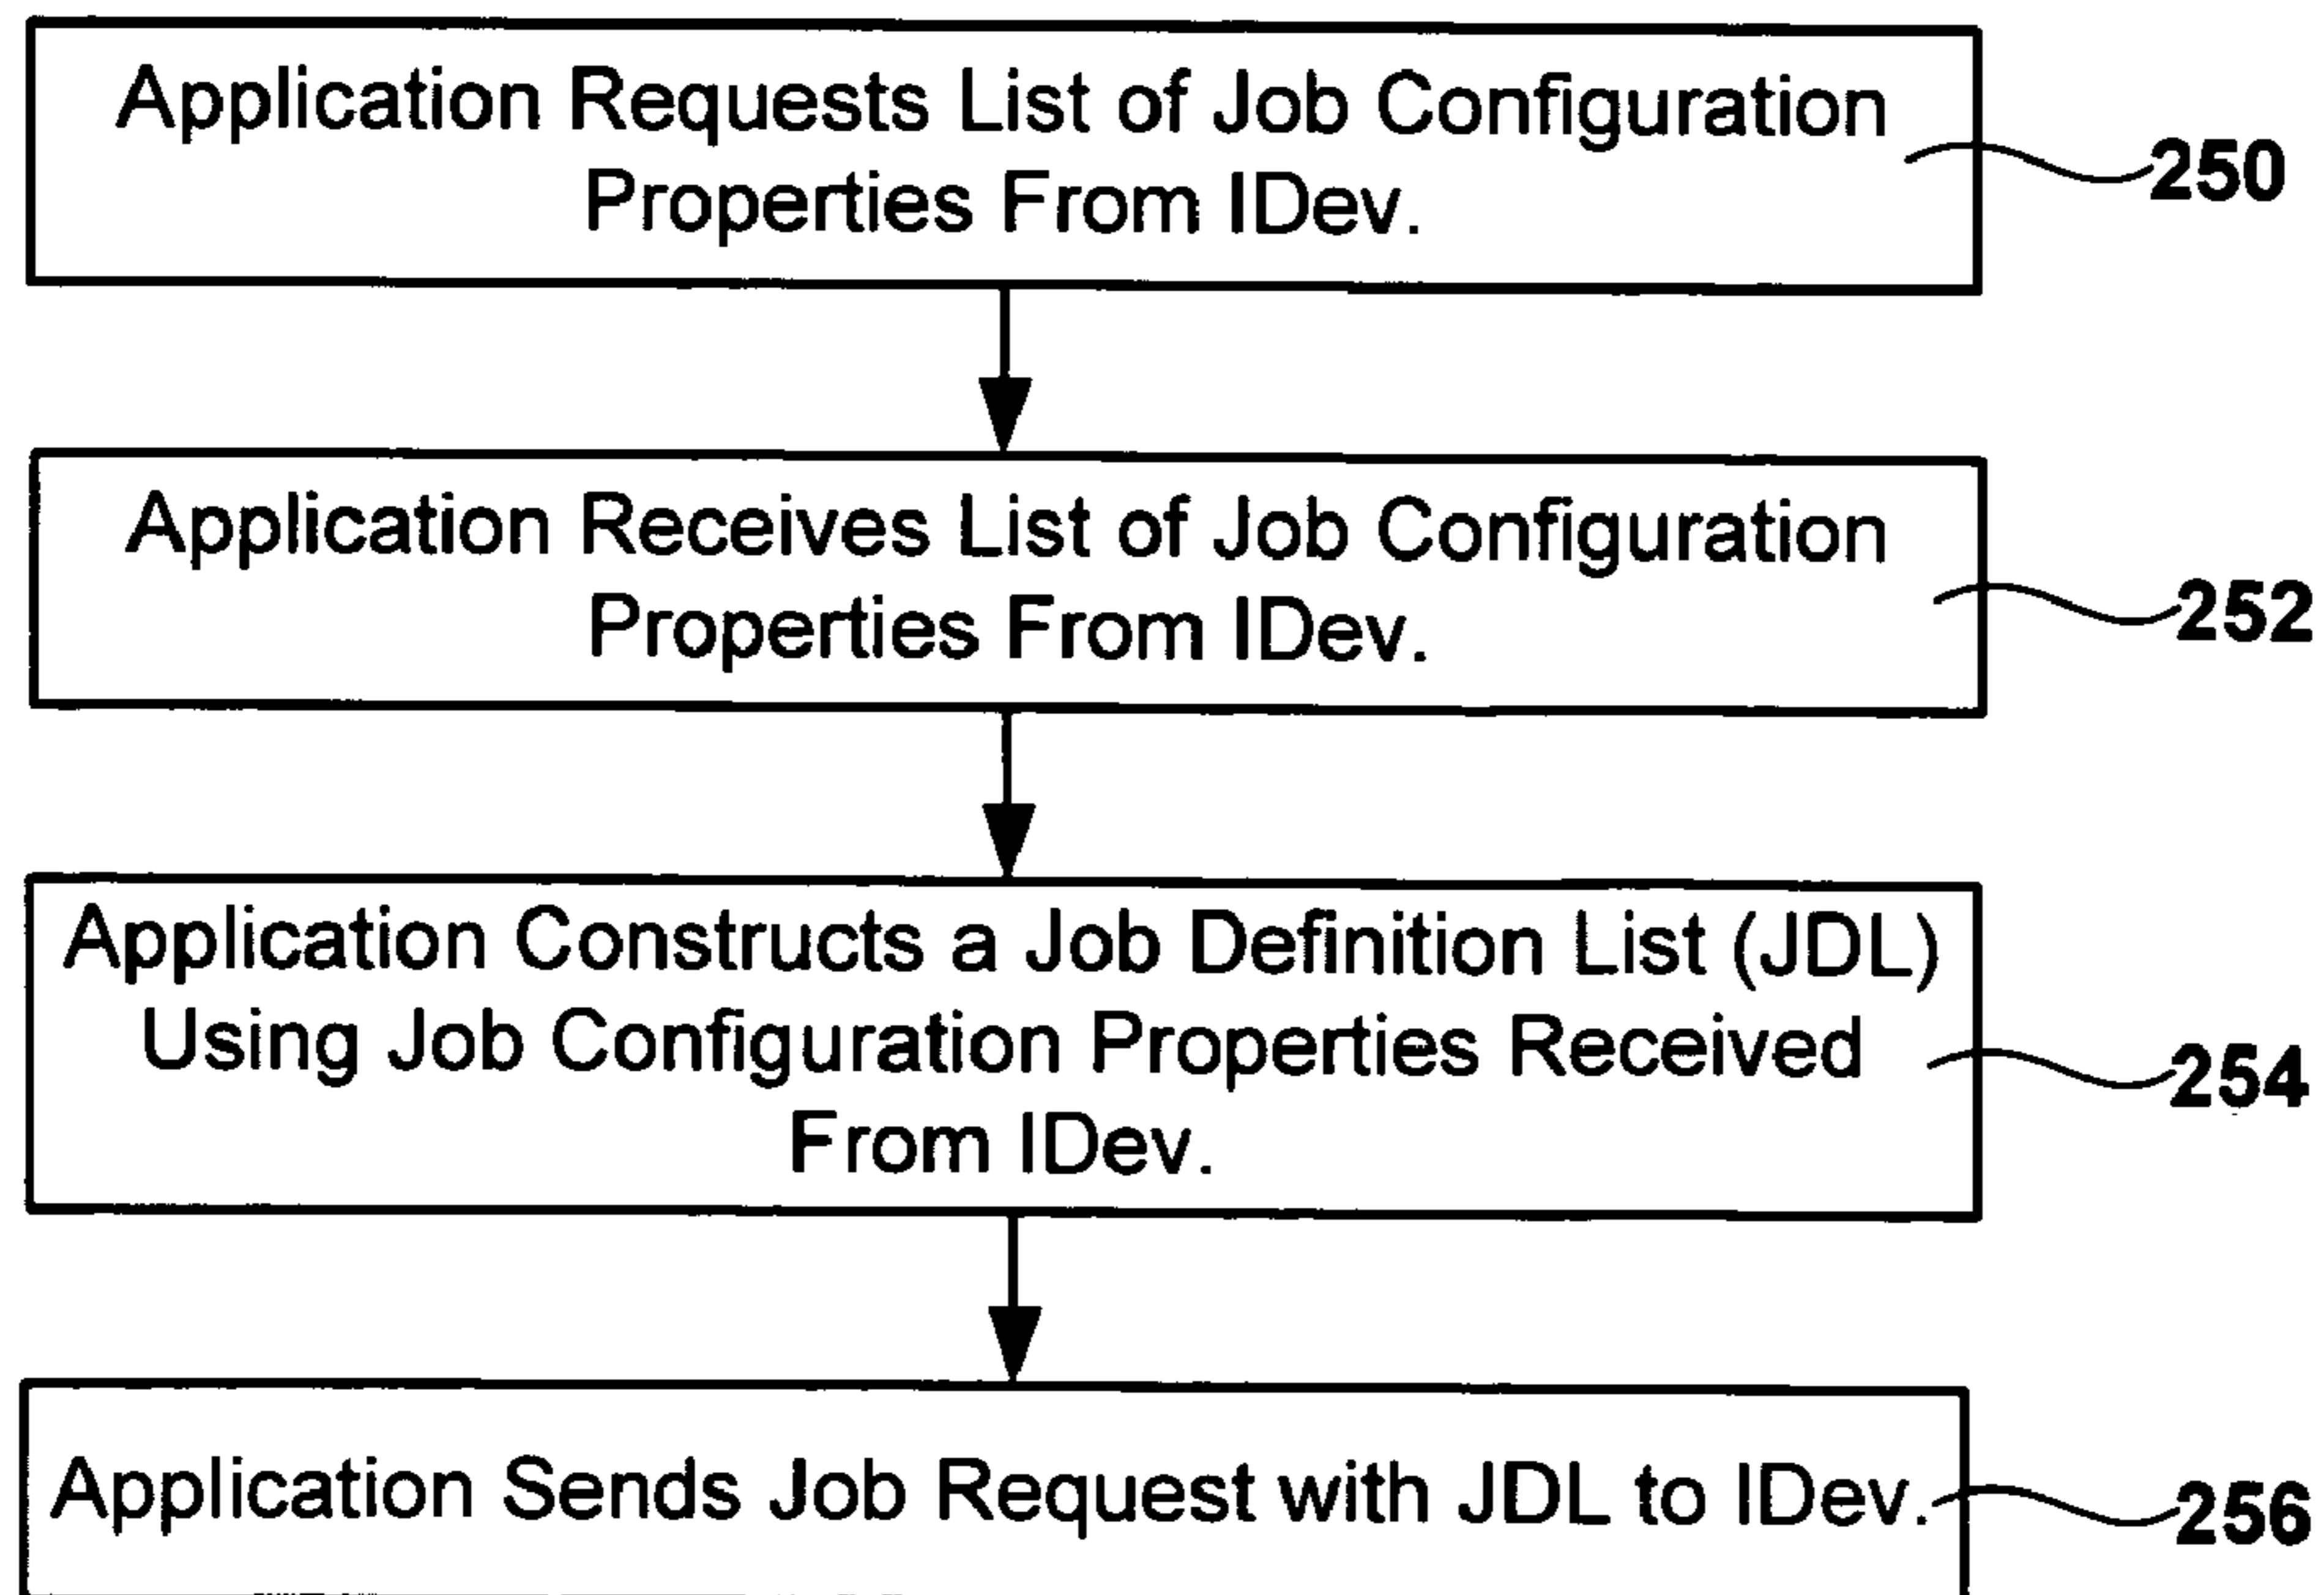 Application Requests List of Job Configuration
Properties From IDev.
250
Application Receives List of Job Configuration
Properties From IDev.
252
Application Constructs a Job Definition List (JDL)
Using Job Configuration Properties Received
From IDev.
254
Application Sends Job Request with JDL to IDev.
256